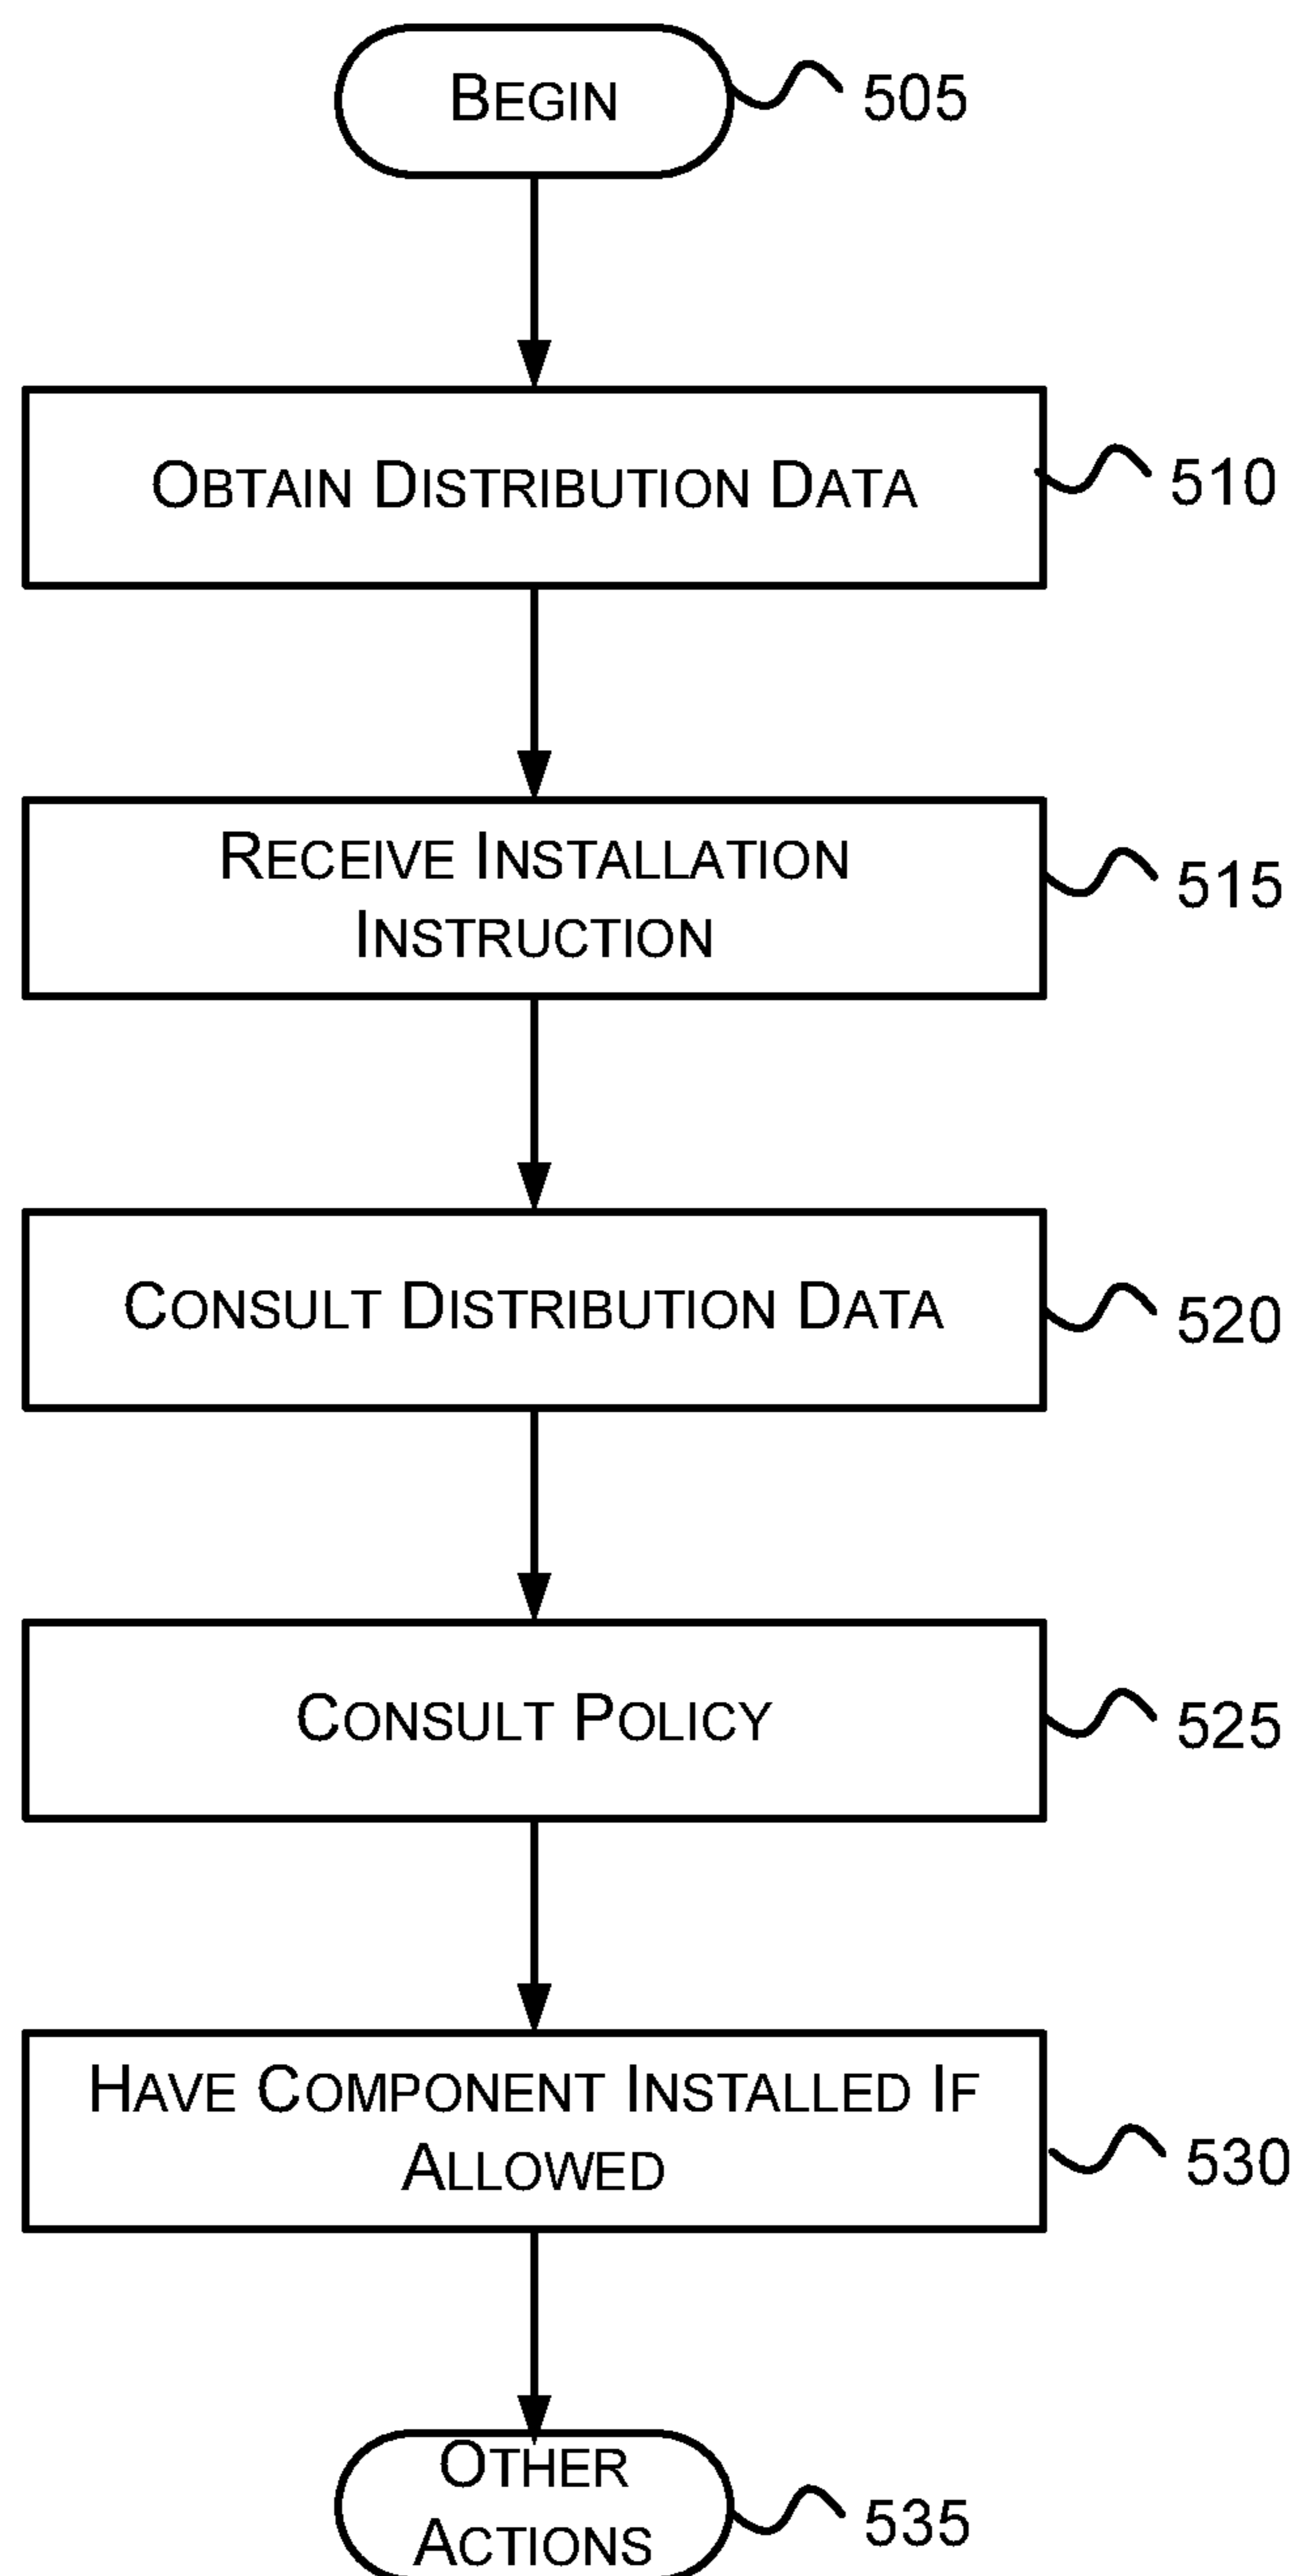 BEGIN
505
OBTAIN DISTRIBUTION DATA
510
RECEIVE INSTALLATION
INSTRUCTION
515
CONSULT DISTRIBUTION DATA
520
CONSULT POLICY
525
HAVE COMPONENT INSTALLED IF
ALLOWED
530
OTHER
ACTIONS
535